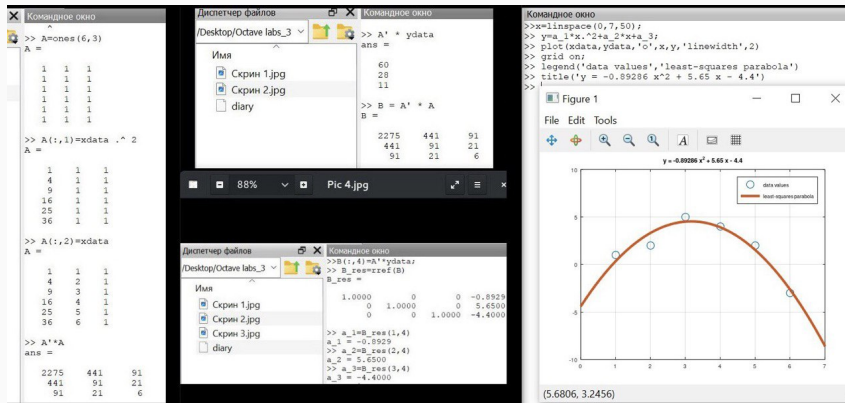 Командное окно
>> A=ones(6,3)
A =
1 1 1
1 1 1
1 1 1
1 1 1
1 1 1
1 1 1
>> A(:,1)=xdata .^ 2
A =
1 1 1
4 1 1
9 1 1
16 1 1
25 1 1
36 1 1
>> A(:,2)=xdata
A =
1 1 1
4 2 1
9 3 1
16 4 1
25 5 1
36 6 1
>> A'*A
ans =
2275 441 91
441 91 21
91 21 6
Диспетчер файлов
/Desktop/Octave labs_3
Имя
Скрин 1.jpg
Скрин 2.jpg
diary
Командное окно
>> A' * ydata
ans =
60
28
11
>> B = A' * A
B =
2275 441 91
441 91 21
91 21 6
88%
Pic 4.jpg
Диспетчер файлов
/Desktop/Octave labs_3
Имя
Скрин 1.jpg
Скрин 2.jpg
Скрин 3.jpg
diary
Командное окно
>>B(:,4)=A'*ydata;
>> B_res=rref(B)
B_res =
1.0000 0 0 -0.8929
0 1.0000 0 5.6500
0 0 1.0000 -4.4000
>> a_1=B_res(1,4)
a_1 = -0.8929
>> a_2=B_res(2,4)
a_2 = 5.6500
>> a_3=B_res(3,4)
a_3 = -4.4000
Командное окно
>>x=linspace(0,7,50);
>> y=a_1*x.^2+a_2*x+a_3;
>> plot(xdata,ydata,'o',x,y,'linewidth',2)
>> grid on;
>> legend('data values','least-squares parabola')
>> title('y = -0.89286 x^2 + 5.65 x - 4.4')
>>
Figure 1
File Edit Tools
A
y = -0.89286 x² + 5.65 x - 4.4
data values
least-squares parabola
10
5
0
-5
-10
0 1 2 3 4 5 6 7
(5.6806, 3.2456)